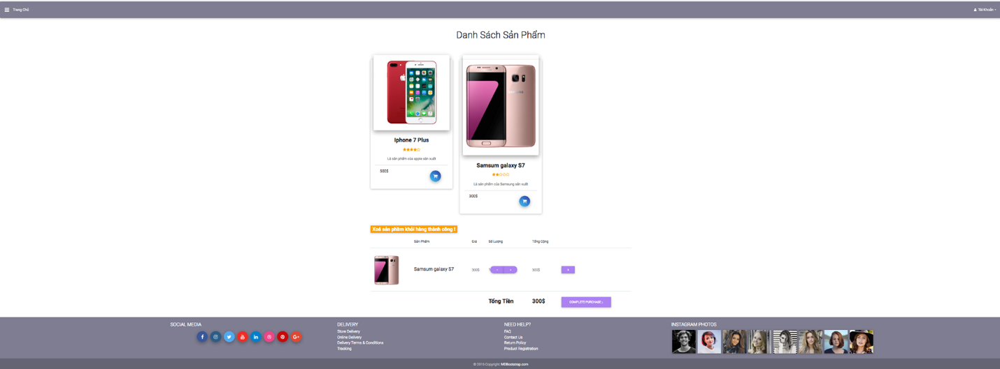 Trang Chủ
Tài Khoản
Danh Sách Sản Phẩm
Iphone 7 Plus
Là sản phẩm của apple sản xuất
500$
SAMSUNG
Samsum galaxy S7
Là sản phẩm của Samsung sản xuất
300$
Xoá sản phầm khỏi hàng thành công !
Sản Phẩm Giá Số Lượng Tổng Cộng
Samsum galaxy S7 300$ 300$
Tổng Tiền 300$ COMPLETE PURCHASE
SOCIAL MEDIA
DELIVERY
Store Delivery
Online Delivery
Delivery Terms & Conditions
Tracking
NEED HELP?
FAQ
Contact Us
Return Policy
Product Registration
INSTAGRAM PHOTOS
© 2016 Copyright: MDBootstrap.com